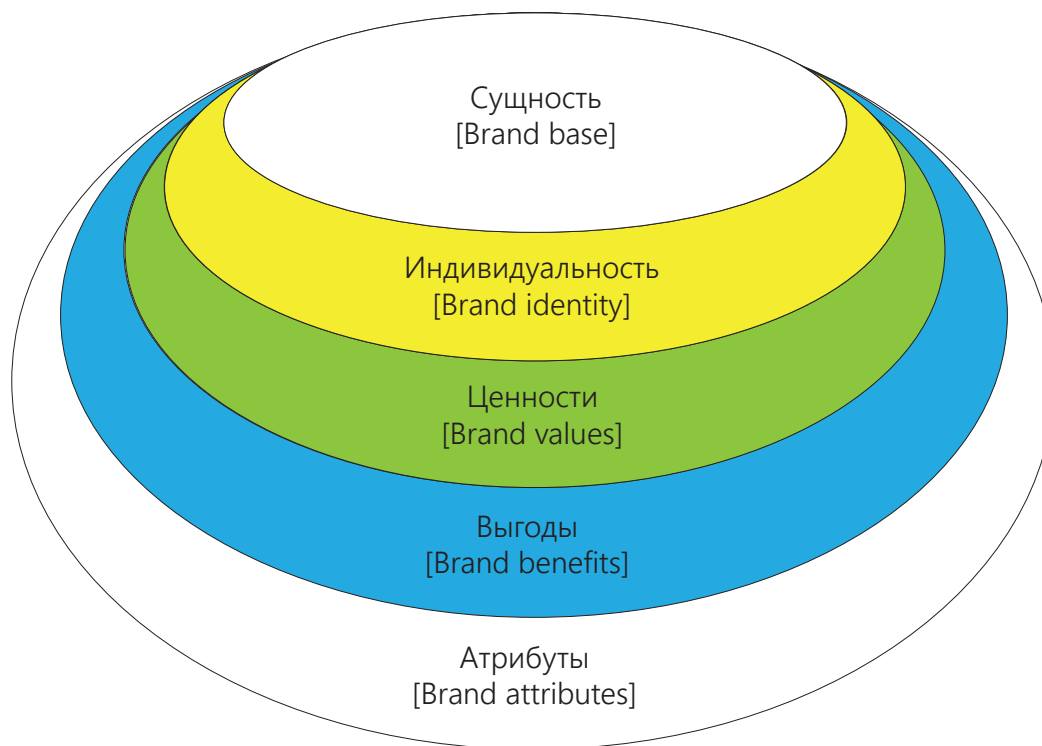 Сущность
[Brand base]
Индивидуальность
[Brand identity]
Ценности
[Brand values]
Выгоды
[Brand benefits]
Атрибуты
[Brand attributes]